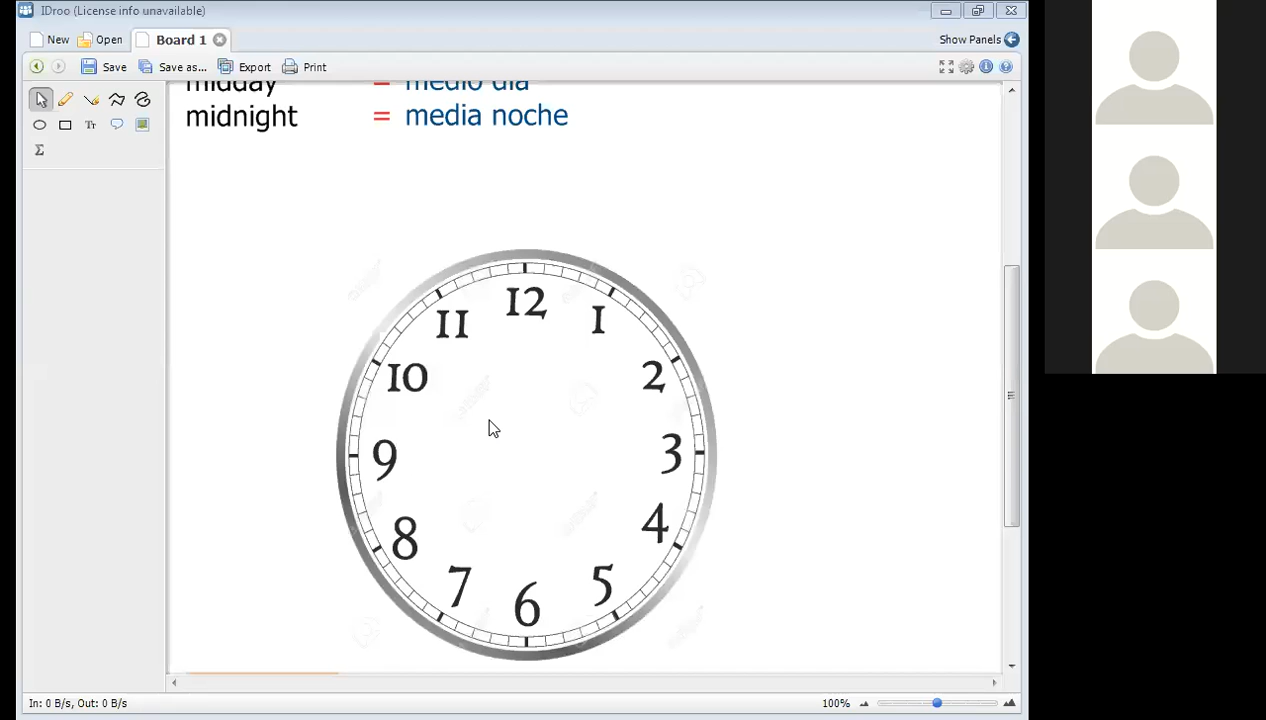 IDroo (License info unavailable)
New Open Board 1 Show Panels
Save Save as... Export Print
midday = medio día
midnight = media noche
12
11 1
10 2
9 3
8 4
7 5
6
In: 0 B/s, Out: 0 B/s 100%